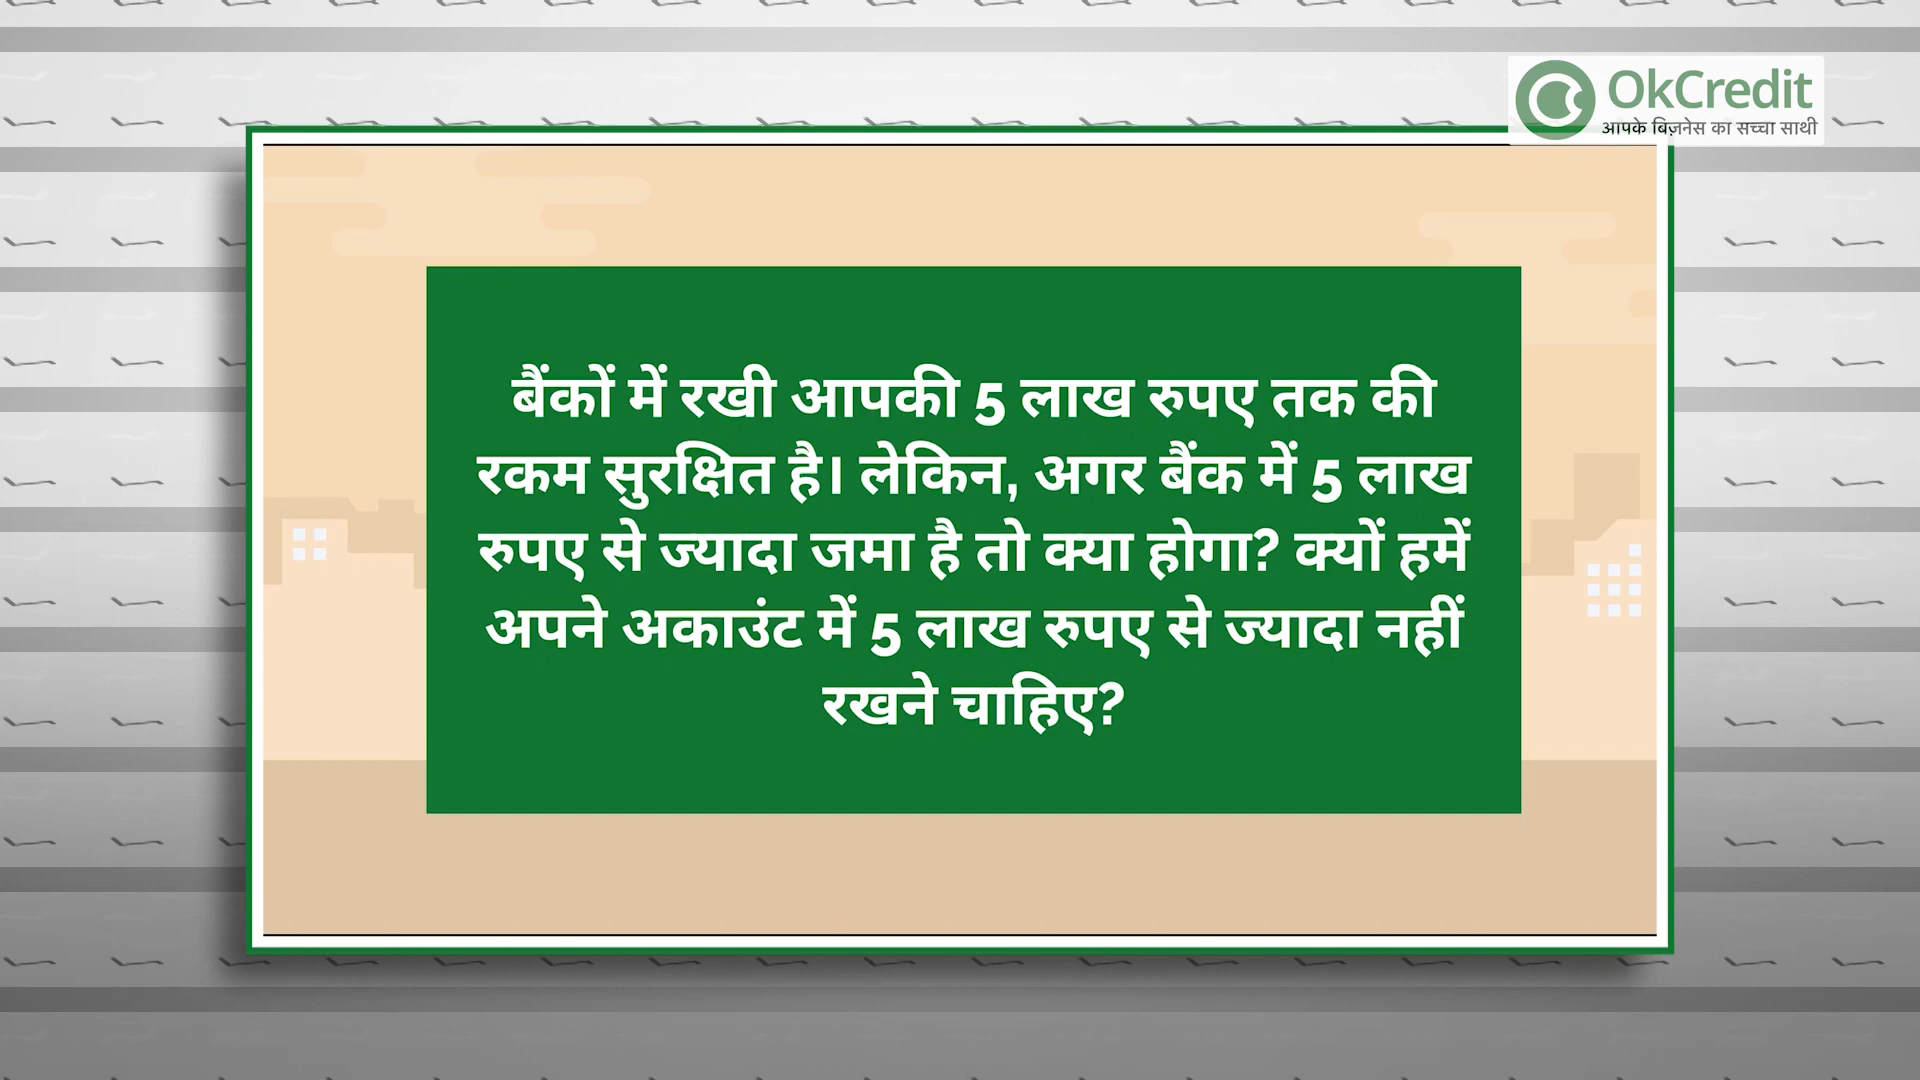 OkCredit
आपके बिज़नेस का सच्चा साथी
बैंकों में रखी आपकी 5 लाख रुपए तक की
रकम सुरक्षित है। लेकिन, अगर बैंक में 5 लाख
रुपए से ज्यादा जमा है तो क्या होगा? क्यों हमें
अपने अकाउंट में 5 लाख रुपए से ज्यादा नहीं
रखने चाहिए?